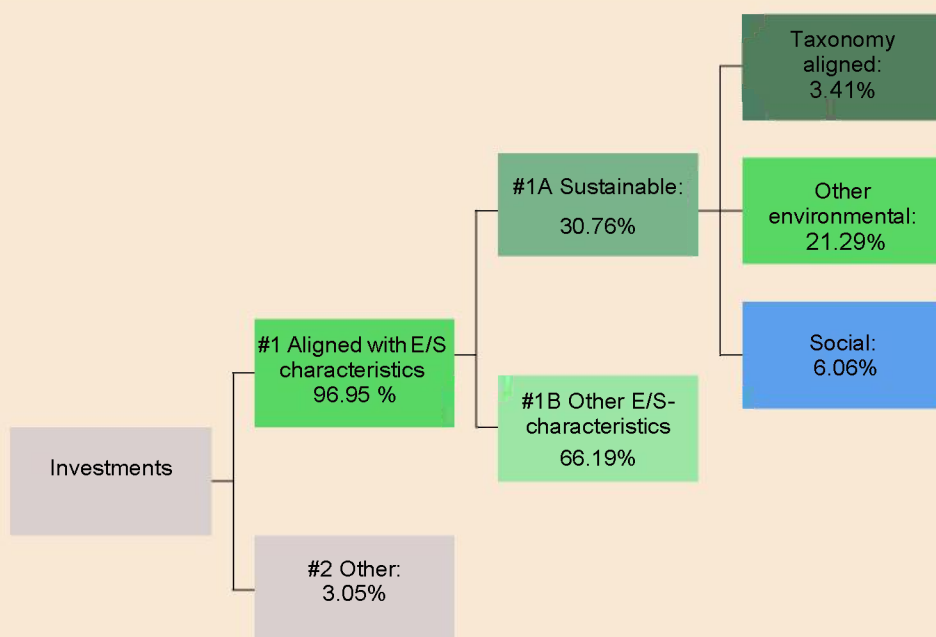 Taxonomy
aligned:
3.41%
#1A Sustainable:
30.76%
Other
environmental:
21.29%
#1 Aligned with E/S
characteristics
96.95 %
Social:
6.06%
#1B Other E/S-
characteristics
66.19%
Investments
#2 Other:
3.05%